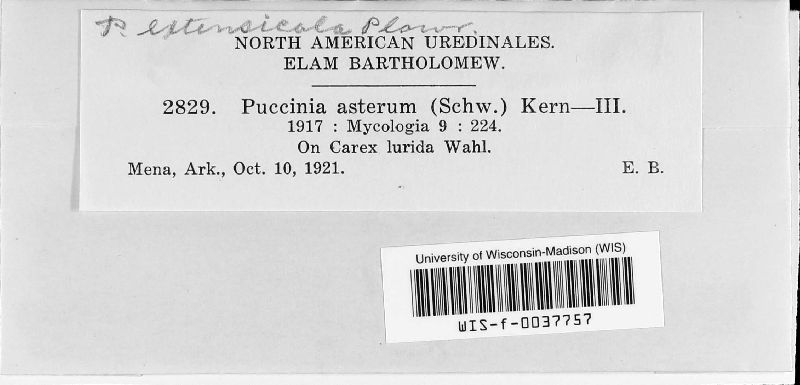 P. extensicola Plowr.
NORTH AMERICAN UREDINALES.
ELAM BARTHOLOMEW.
2829. Puccinia asterum (Schw.) Kern—III.
1917 : Mycologia 9 : 224.
On Carex lurida Wahl.
Mena, Ark., Oct. 10, 1921. E. B.
University of Wisconsin-Madison (WIS)
WIS-f-0037757